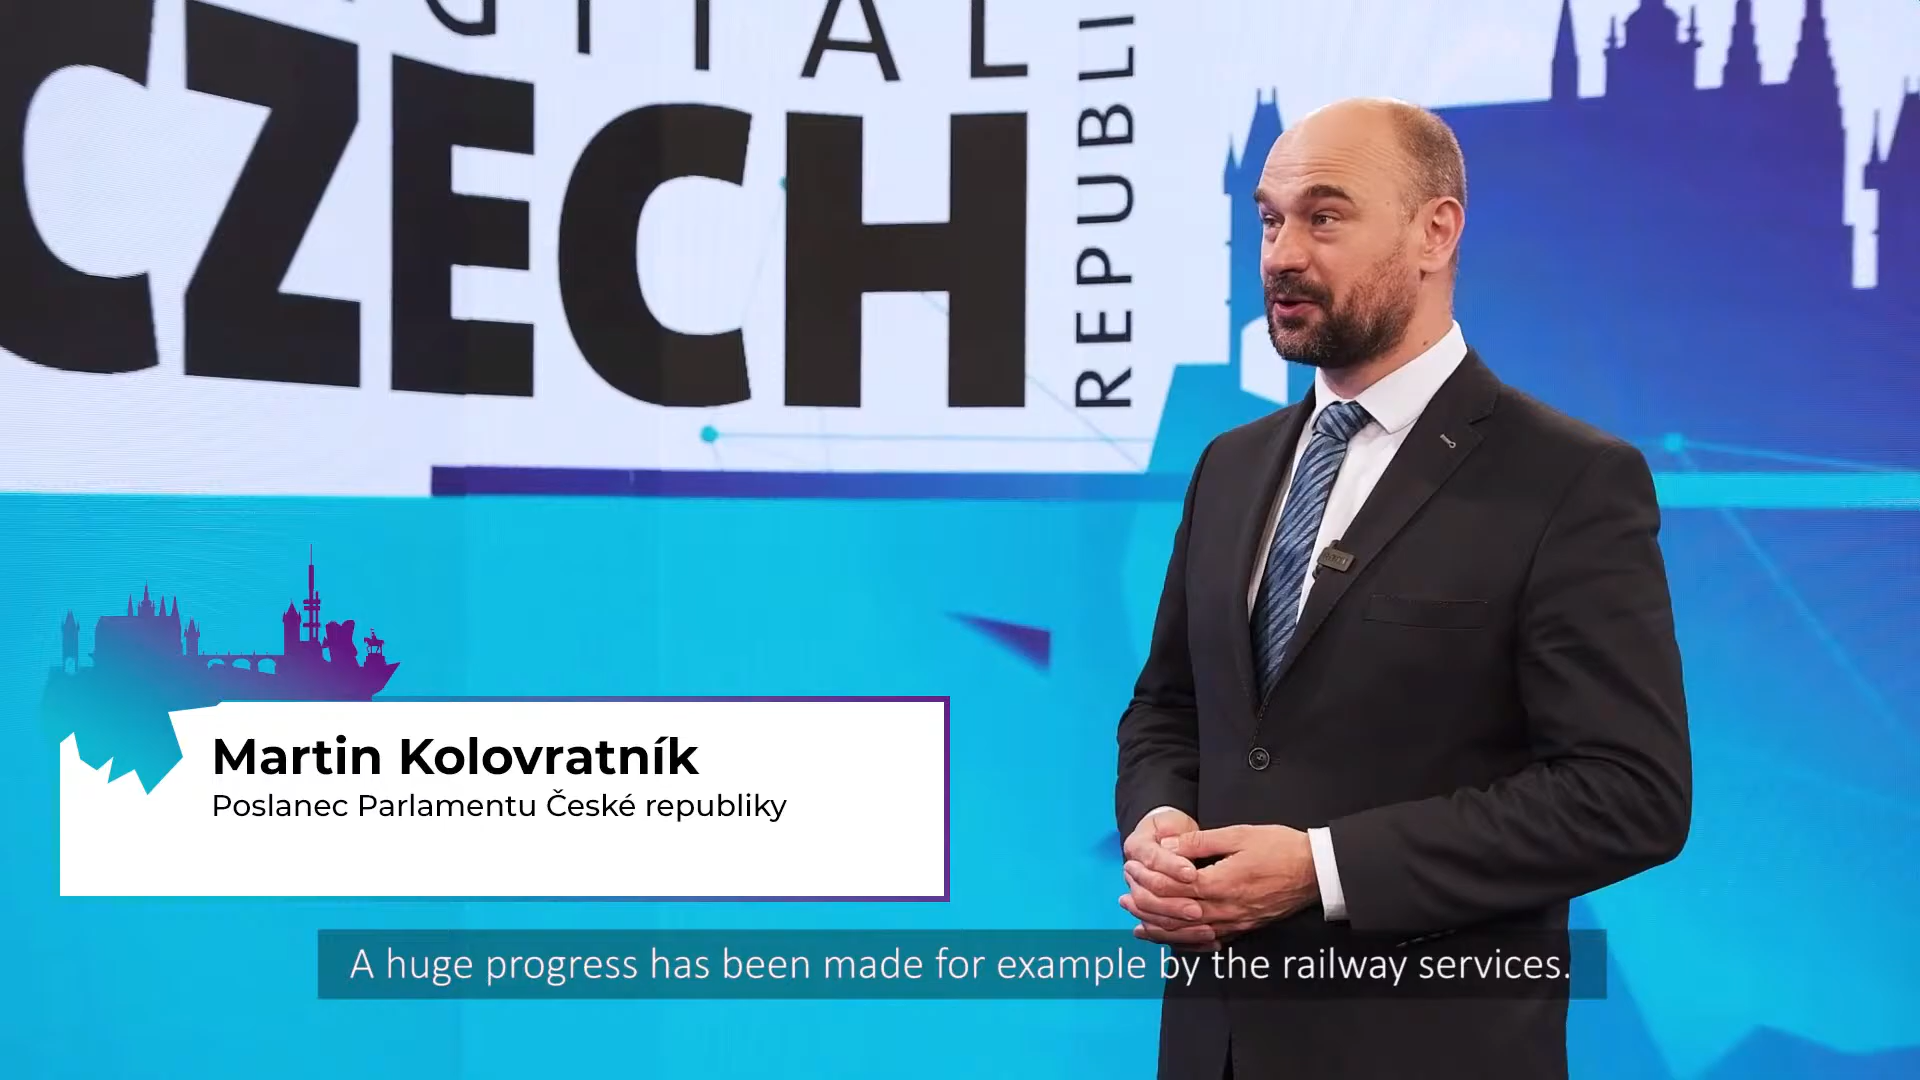 CZECH
REPUBLI
Martin Kolovratník
Poslanec Parlamentu České republiky
A huge progress has been made for example by the railway services.